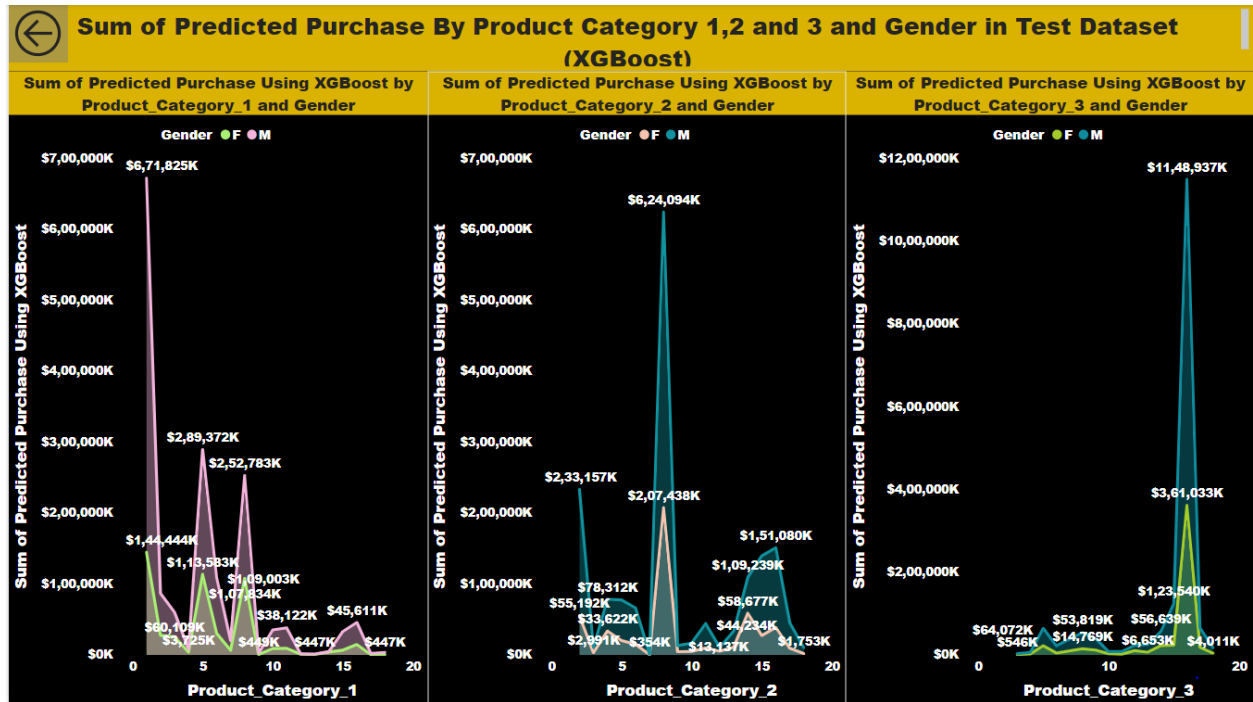 Sum of Predicted Purchase By Product Category 1,2 and 3 and Gender in Test Dataset
(XGBoost)
Sum of Predicted Purchase Using XGBoost by
Product_Category_1 and Gender
Gender F M
Sum of Predicted Purchase Using XGBoost
$7,00,000K
$6,00,000K
$5,00,000K
$4,00,000K
$3,00,000K
$2,00,000K
$1,00,000K
$0K
$6,71,825K
$2,89,372K
$2,52,783K
$1,44,444K
$1,13,583K
$1,09,003K
$1,07,834K
$60,109K
$3,725K
$449K
$38,122K
$447K
$45,611K
$447K
0 5 10 15 20
Product_Category_1
Sum of Predicted Purchase Using XGBoost by
Product_Category_2 and Gender
Gender F M
Sum of Predicted Purchase Using XGBoost
$7,00,000K
$6,00,000K
$5,00,000K
$4,00,000K
$3,00,000K
$2,00,000K
$1,00,000K
$0K
$6,24,094K
$2,33,157K
$2,07,438K
$1,51,080K
$1,09,239K
$78,312K
$55,192K
$58,677K
$33,622K
$44,234K
$2,991K
$354K
$13,137K
$1,753K
0 5 10 15 20
Product_Category_2
Sum of Predicted Purchase Using XGBoost by
Product_Category_3 and Gender
Gender F M
Sum of Predicted Purchase Using XGBoost
$12,00,000K
$10,00,000K
$8,00,000K
$6,00,000K
$4,00,000K
$2,00,000K
$0K
$11,48,937K
$3,61,033K
$1,23,540K
$64,072K
$53,819K
$56,639K
$546K
$14,769K
$6,653K
$4,011K
0 10 20
Product_Category_3